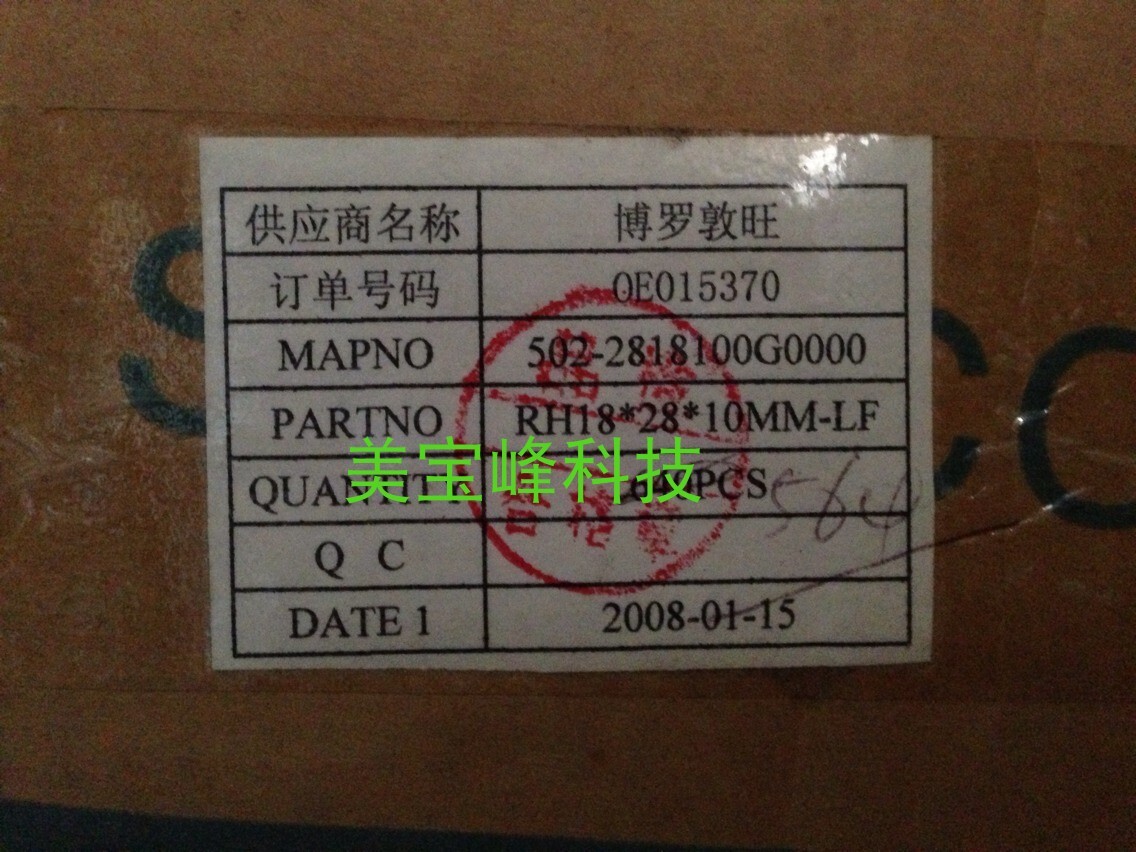 供应商名称 博罗敦旺
订单号码 OE015370
MAPNO 502-2818100G0000
PARTNO RH18*28*10MM-LF
美宝峰科技
PCS 564
Q C
DATE 1 2008-01-15